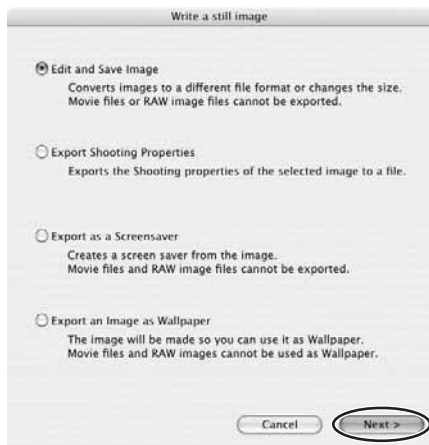 Write a still image
Edit and Save Image
Converts images to a different file format or changes the size.
Movie files or RAW image files cannot be exported.
Export Shooting Properties
Exports the Shooting properties of the selected image to a file.
Export as a Screensaver
Creates a screen saver from the image.
Movie files and RAW image files cannot be exported.
Export an Image as Wallpaper
The image will be made so you can use it as Wallpaper.
Movie files and RAW images cannot be used as Wallpaper.
Cancel Next >